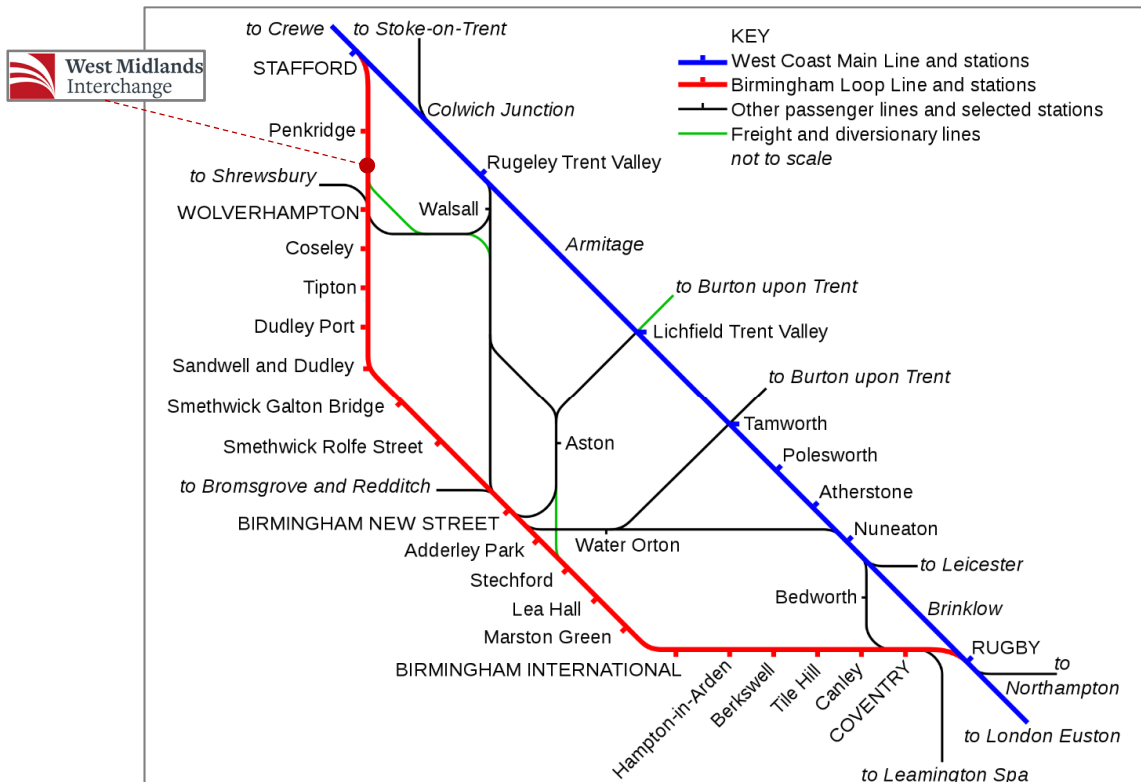 to Crewe
to Stoke-on-Trent
KEY
West Coast Main Line and stations
Birmingham Loop Line and stations
Other passenger lines and selected stations
Freight and diversionary lines
not to scale
West Midlands
Interchange
STAFFORD
Colwich Junction
Penkridge
Rugeley Trent Valley
to Shrewsbury
WOLVERHAMPTON
Walsall
Coseley
Armitage
Tipton
to Burton upon Trent
Dudley Port
Lichfield Trent Valley
Sandwell and Dudley
to Burton upon Trent
Smethwick Galton Bridge
Tamworth
Smethwick Rolfe Street
Aston
Polesworth
to Bromsgrove and Redditch
Atherstone
BIRMINGHAM NEW STREET
Nuneaton
Adderley Park
Water Orton
Stechford
to Leicester
Lea Hall
Bedworth
Brinklow
Marston Green
RUGBY
BIRMINGHAM INTERNATIONAL
Hampton-in-Arden
Berkswell
Tile Hill
Canley
COVENTRY
to
Northampton
to London Euston
to Leamington Spa